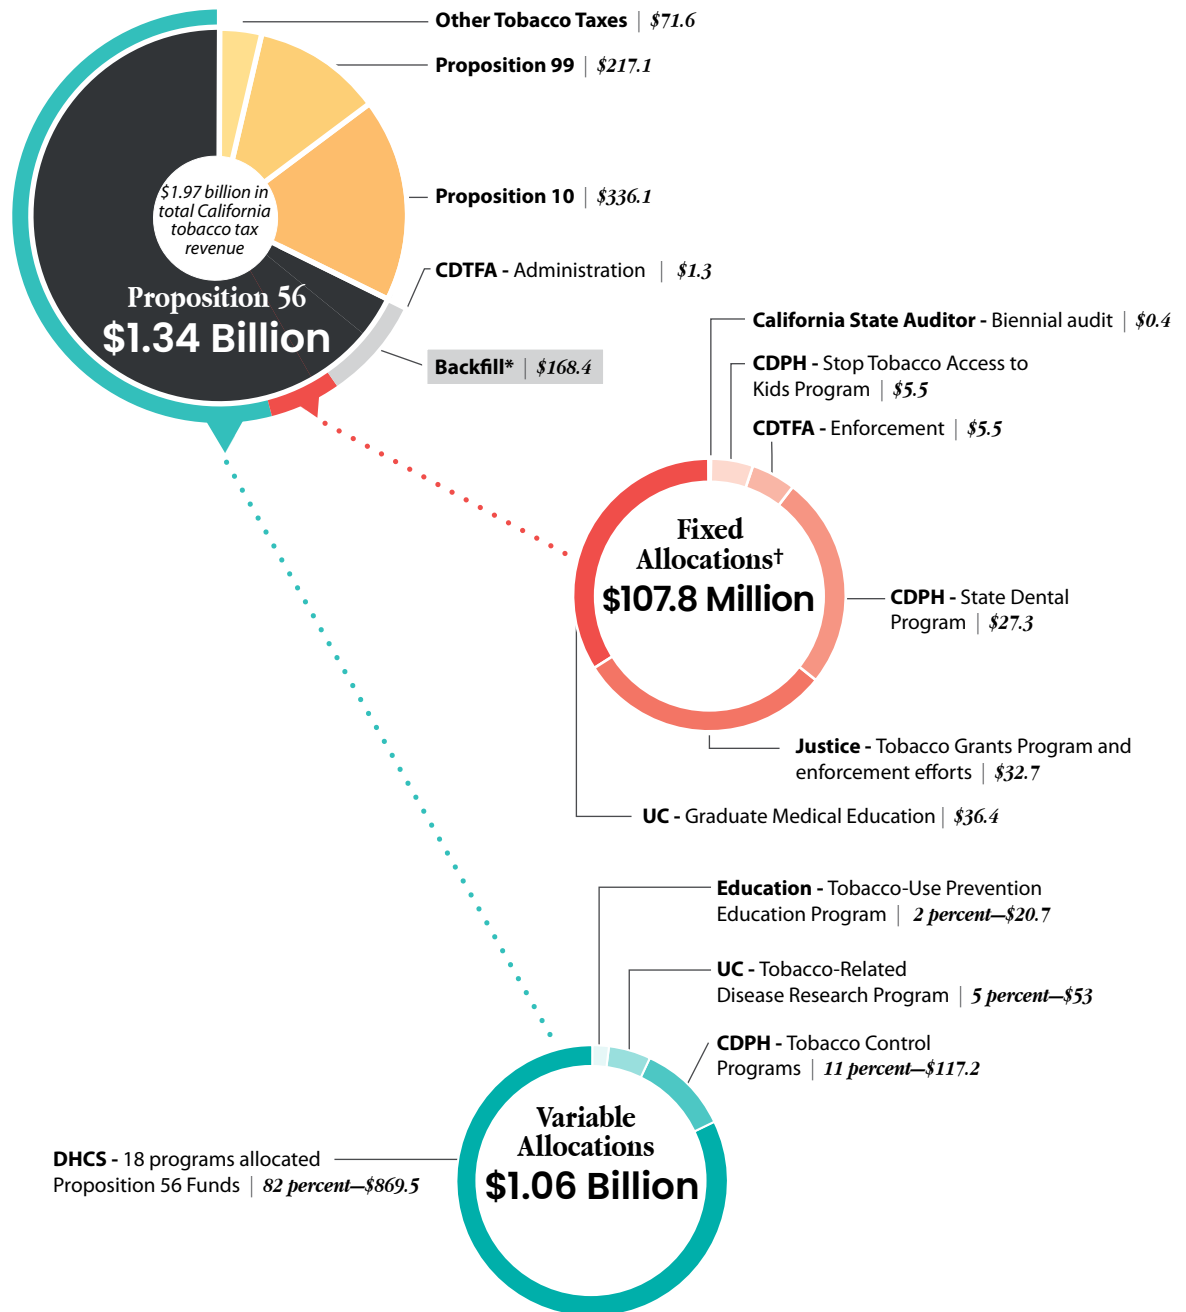 Other Tobacco Taxes | $71.6
Proposition 99 | $217.1
Proposition 10 | $336.1
$1.97 billion in
total California
tobacco tax
revenue
Proposition 56
$1.34 Billion
CDTFA - Administration | $1.3
Backfill* | $168.4
California State Auditor - Biennial audit | $0.4
CDPH - Stop Tobacco Access to
Kids Program | $5.5
CDTFA - Enforcement | $5.5
Fixed
Allocations†
$107.8 Million
CDPH - State Dental
Program | $27.3
Justice - Tobacco Grants Program and
enforcement efforts | $32.7
UC - Graduate Medical Education | $36.4
Education - Tobacco-Use Prevention
Education Program | 2 percent—$20.7
UC - Tobacco-Related
Disease Research Program | 5 percent—$53
CDPH - Tobacco Control
Programs | 11 percent—$117.2
Variable
Allocations
$1.06 Billion
DHCS - 18 programs allocated
Proposition 56 Funds | 82 percent—$869.5